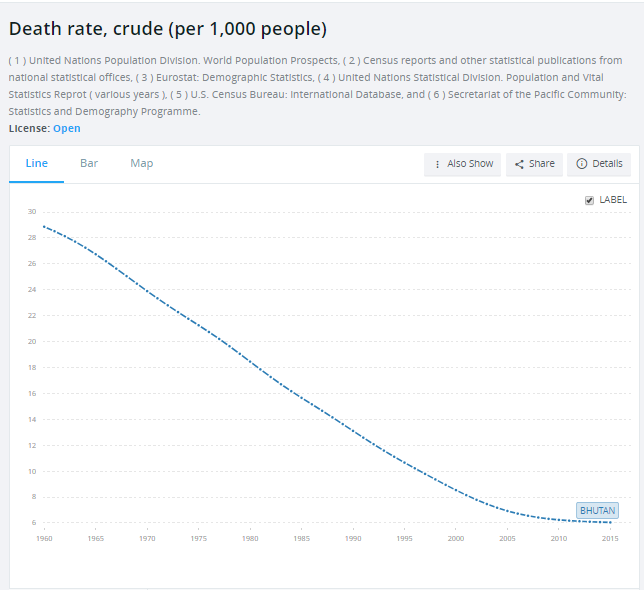 Death rate, crude (per 1,000 people)
( 1 ) United Nations Population Division. World Population Prospects, ( 2 ) Census reports and other statistical publications from
national statistical offices, ( 3 ) Eurostat: Demographic Statistics, ( 4 ) United Nations Statistical Division. Population and Vital
Statistics Reprot ( various years ), ( 5 ) U.S. Census Bureau: International Database, and ( 6 ) Secretariat of the Pacific Community:
Statistics and Demography Programme.
License: Open
Line Bar Map Also Show Share Details
LABEL
30
28
26
24
22
20
18
16
14
12
10
8
BHUTAN
6
1960 1965 1970 1975 1980 1985 1990 1995 2000 2005 2010 2015